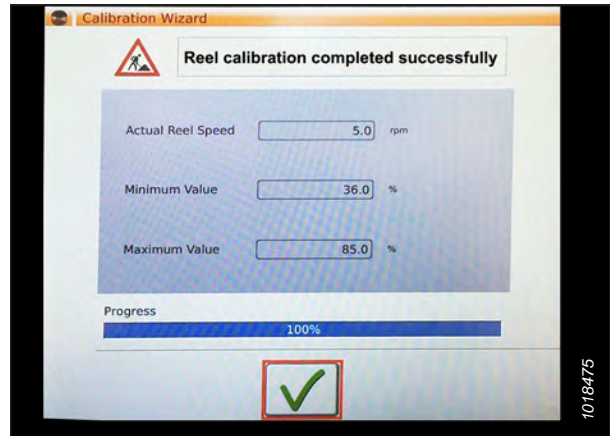 Calibration Wizard
Reel calibration completed successfully
Actual Reel Speed 5.0 rpm
Minimum Value 36.0 %
Maximum Value 85.0 %
Progress
100%
1018475